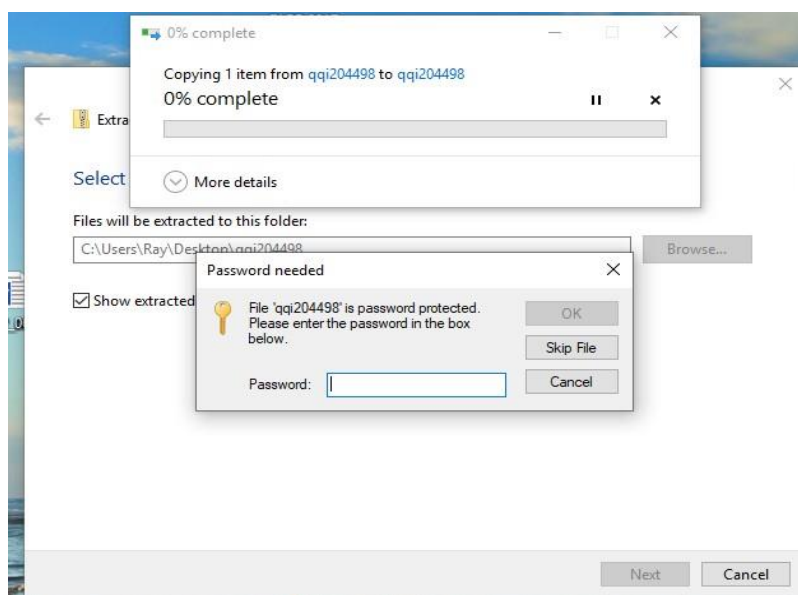 0% complete
Copying 1 item from qqi204498 to qqi204498
0% complete
Extra
Select
More details
Files will be extracted to this folder:
C:\Users\Ray\Desktop\qqi204498
Browse...
Show extracted
Password needed
File 'qqi204498' is password protected.
Please enter the password in the box
below.
OK
Skip File
Password:
Cancel
Next
Cancel